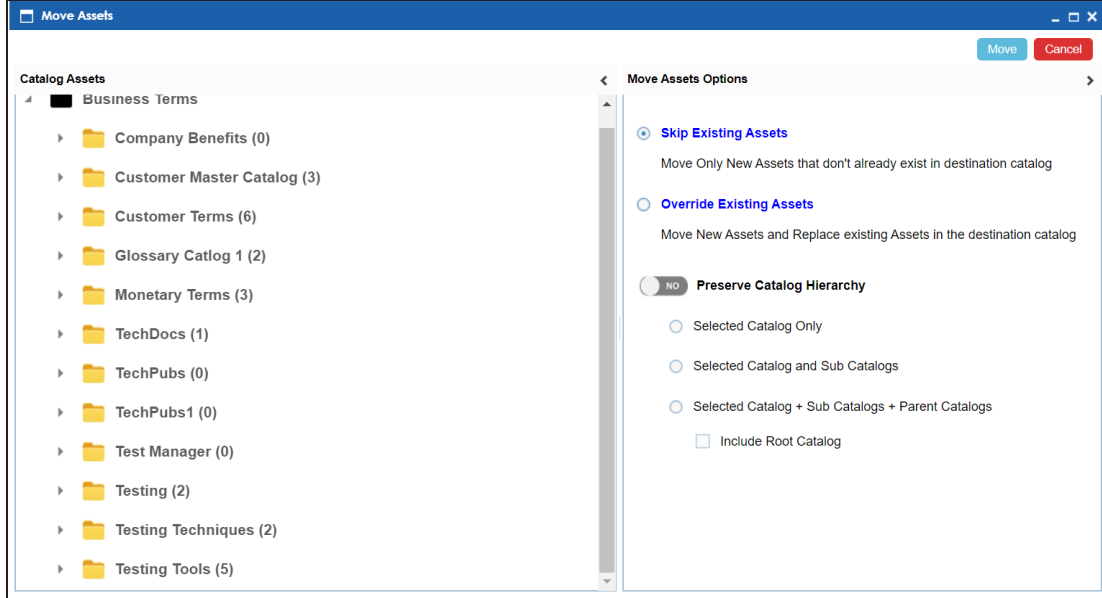 Move Assets
Move Cancel
Catalog Assets
Business Terms
Company Benefits (0)
Customer Master Catalog (3)
Customer Terms (6)
Glossary Catlog 1 (2)
Monetary Terms (3)
TechDocs (1)
TechPubs (0)
TechPubs1 (0)
Test Manager (0)
Testing (2)
Testing Techniques (2)
Testing Tools (5)
Move Assets Options
Skip Existing Assets
Move Only New Assets that don't already exist in destination catalog
Override Existing Assets
Move New Assets and Replace existing Assets in the destination catalog
NO Preserve Catalog Hierarchy
Selected Catalog Only
Selected Catalog and Sub Catalogs
Selected Catalog + Sub Catalogs + Parent Catalogs
Include Root Catalog